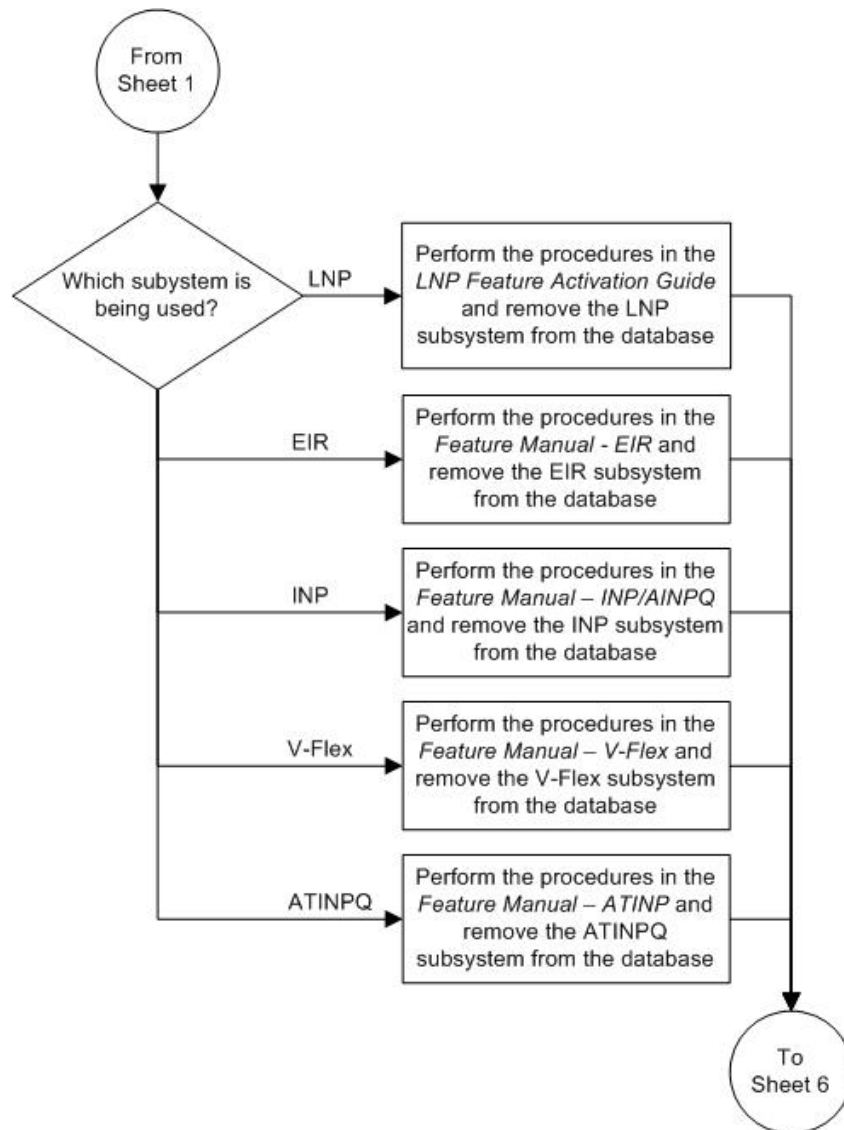 From
Sheet 1
Which subystem is
being used?
LNP
Perform the procedures in the
LNP Feature Activation Guide
and remove the LNP
subsystem from the database
EIR
Perform the procedures in the
Feature Manual - EIR and
remove the EIR subsystem
from the database
INP
Perform the procedures in the
Feature Manual – INP/AINPQ
and remove the INP subsystem
from the database
V-Flex
Perform the procedures in the
Feature Manual – V-Flex and
remove the V-Flex subsystem
from the database
ATINPQ
Perform the procedures in the
Feature Manual – ATINP and
remove the ATINPQ
subsystem from the database
To
Sheet 6